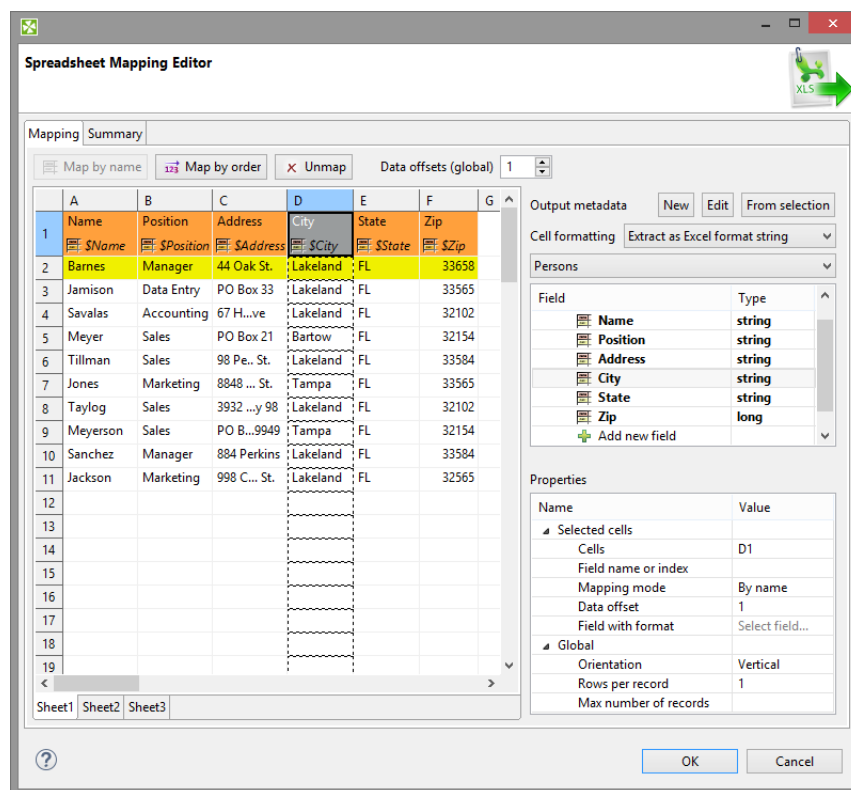 Spreadsheet Mapping Editor
XLS
Mapping Summary
Map by name 123 Map by order Unmap Data offsets (global) 1
A B C D E F G
1 Name Position Address City State Zip
$Name $Position $Address $City $State $Zip
2 Barnes Manager 44 Oak St. Lakeland FL 33658
3 Jamison Data Entry PO Box 33 Lakeland FL 33565
4 Savalas Accounting 67 H...ve Lakeland FL 32102
5 Meyer Sales PO Box 21 Bartow FL 32154
6 Tillman Sales 98 Pe.. St. Lakeland FL 33584
7 Jones Marketing 8848 ... St. Tampa FL 33565
8 Taylog Sales 3932 ...y 98 Lakeland FL 32102
9 Meyerson Sales PO B...9949 Tampa FL 32154
10 Sanchez Manager 884 Perkins Lakeland FL 33584
11 Jackson Marketing 998 C... St. Lakeland FL 32565
12
13
14
15
16
17
18
19
Sheet1 Sheet2 Sheet3
Output metadata New Edit From selection
Cell formatting Extract as Excel format string
Persons
Field Type
Name string
Position string
Address string
City string
State string
Zip long
Add new field
Properties
Name Value
Selected cells
Cells D1
Field name or index
Mapping mode By name
Data offset 1
Field with format Select field...
Global
Orientation Vertical
Rows per record 1
Max number of records
? OK Cancel